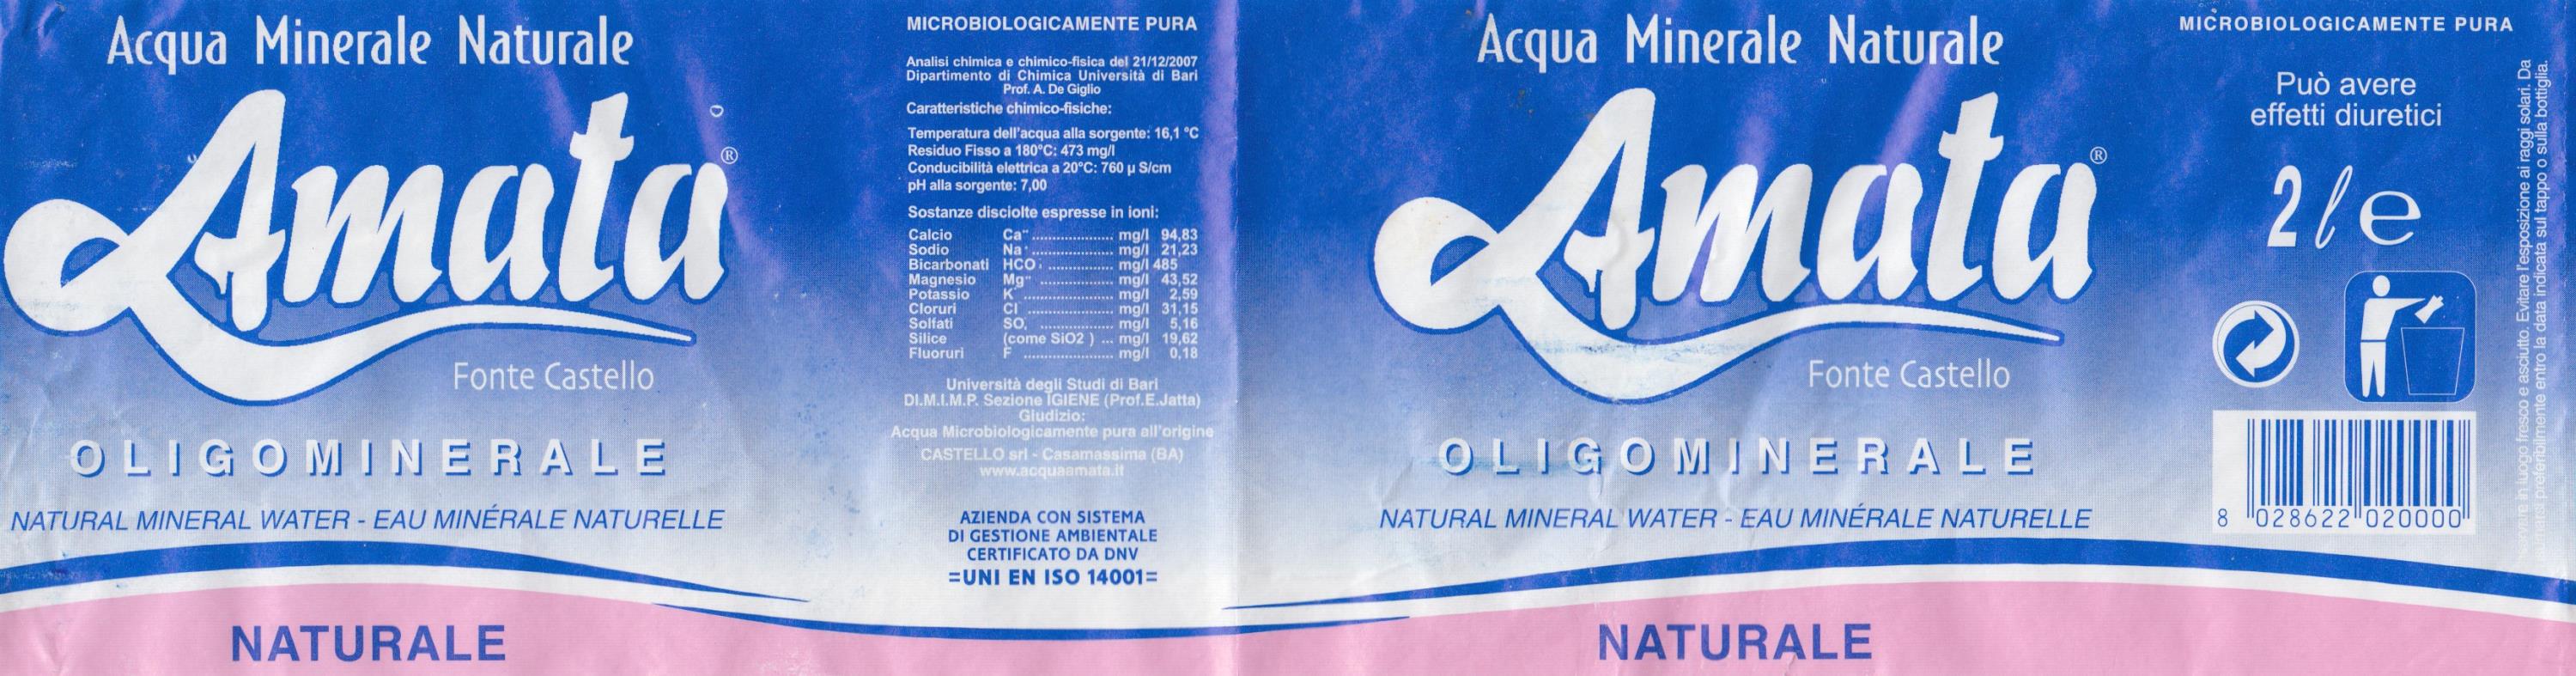 Acqua Minerale Naturale
Amata®
Fonte Castello
OLIGOMINERALE
NATURAL MINERAL WATER - EAU MINÉRALE NATURELLE
NATURALE
MICROBIOLOGICAMENTE PURA
Analisi chimica e chimico-fisica del 21/12/2007
Dipartimento di Chimica Università di Bari
Prof. A. De Giglio
Caratteristiche chimico-fisiche:
Temperatura dell'acqua alla sorgente: 16,1 °C
Residuo Fisso a 180°C: 473 mg/l
Conducibilità elettrica a 20°C: 760 µ S/cm
pH alla sorgente: 7,00
Sostanze disciolte espresse in ioni:
Calcio Ca·· .................... mg/l 94,83
Sodio Na· .................... mg/l 21,23
Bicarbonati HCO ................ mg/l 485
Magnesio Mg·· .................. mg/l 43,52
Potassio K ...................... mg/l 2,59
Cloruri Cl ..................... mg/l 31,15
Solfati SO ................. mg/l 5,16
Silice (come SiO2 ) ... mg/l 19,62
Fluoruri F ...................... mg/l 0,18
Università degli Studi di Bari
DI.M.I.M.P. Sezione IGIENE (Prof.E.Jatta)
Giudizio:
Acqua Microbiologicamente pura all'origine
CASTELLO srl - Casamassima (BA)
www.acquaamata.it
AZIENDA CON SISTEMA
DI GESTIONE AMBIENTALE
CERTIFICATO DA DNV
=UNI EN ISO 14001=
Acqua Minerale Naturale
Amata®
Fonte Castello
OLIGOMINERALE
NATURAL MINERAL WATER - EAU MINÉRALE NATURELLE
NATURALE
MICROBIOLOGICAMENTE PURA
Può avere
effetti diuretici
2 l e
8 028622 020000
in luogo fresco e asciutto. Evitare l'esposizione ai raggi solari. Da
preferibilmente entro la data indicata sul tappo o sulla bottiglia.